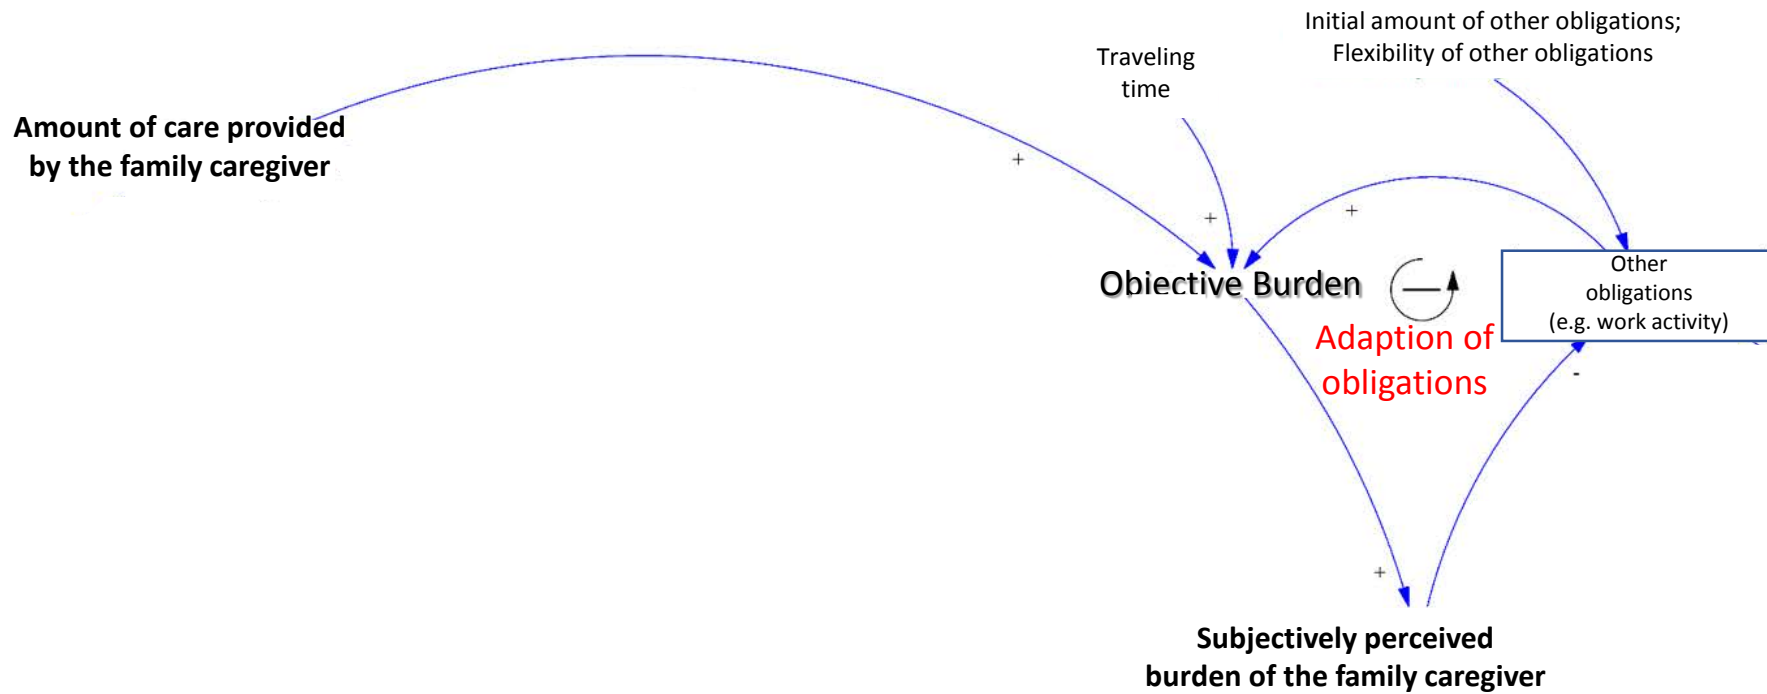 Initial amount of other obligations;
Flexibility of other obligations
Traveling
time
Amount of care provided
by the family caregiver
+
+
+
Objective Burden
Other
obligations
(e.g. work activity)
Adaption of
obligations
-
+
Subjectively perceived
burden of the family caregiver